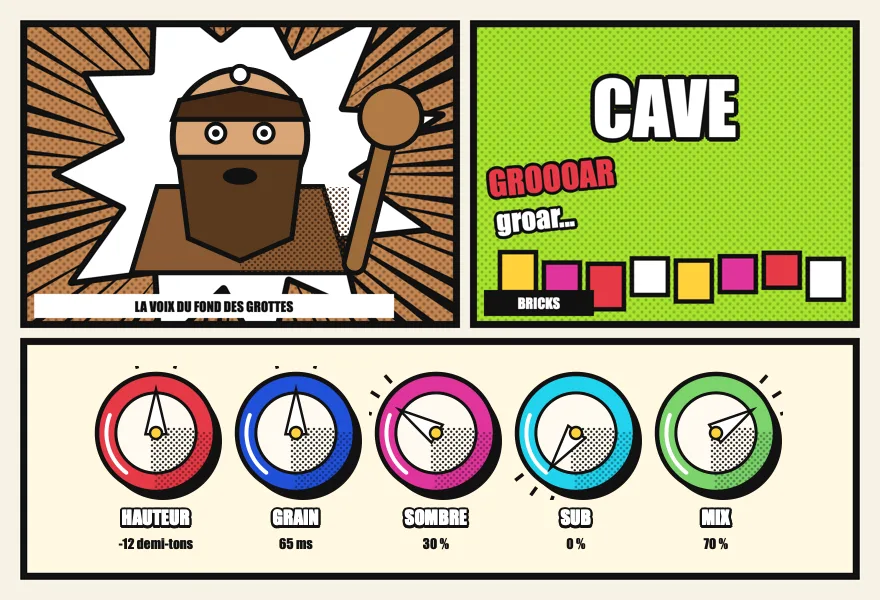 LA VOIX DU FOND DES GROTTES
CAVE
GROOOAR
groar...
BRICKS
HAUTEUR
-12 demi-tons
GRAIN
65 ms
SOMBRE
30 %
SUB
0 %
MIX
70 %